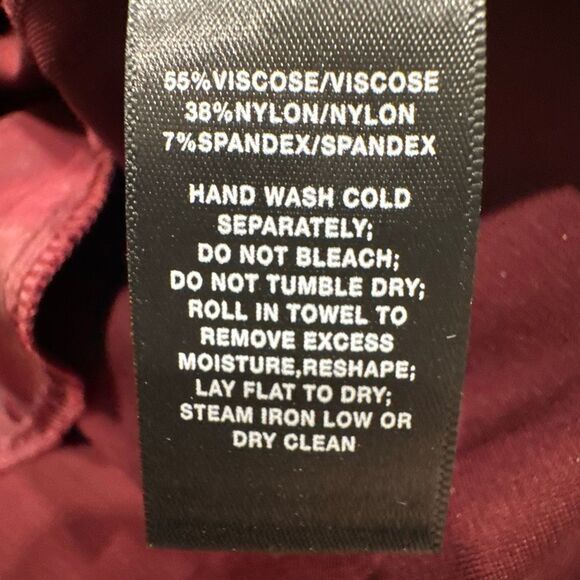 55%VISCOSE/VISCOSE
38%NYLON/NYLON
7%SPANDEX/SPANDEX
HAND WASH COLD
SEPARATELY;
DO NOT BLEACH;
DO NOT TUMBLE DRY;
ROLL IN TOWEL TO
REMOVE EXCESS
MOISTURE,RESHAPE;
LAY FLAT TO DRY;
STEAM IRON LOW OR
DRY CLEAN